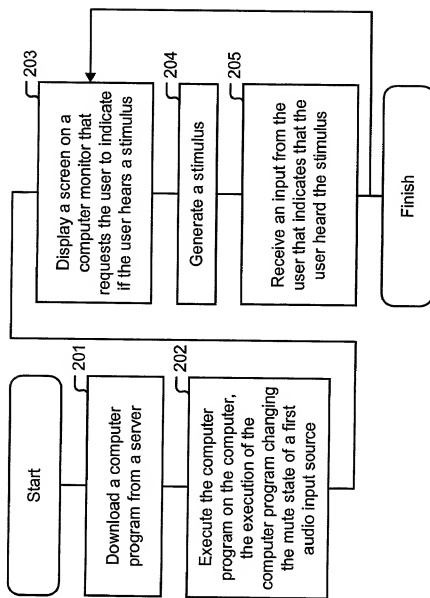 Start
201
Download a computer
program from a server
202
Execute the computer
program on the computer,
the execution of the
computer program changing
the mute state of a first
audio input source
203
Display a screen on a
computer monitor that
requests the user to indicate
if the user hears a stimulus
204
Generate a stimulus
205
Receive an input from the
user that indicates that the
user heard the stimulus
Finish